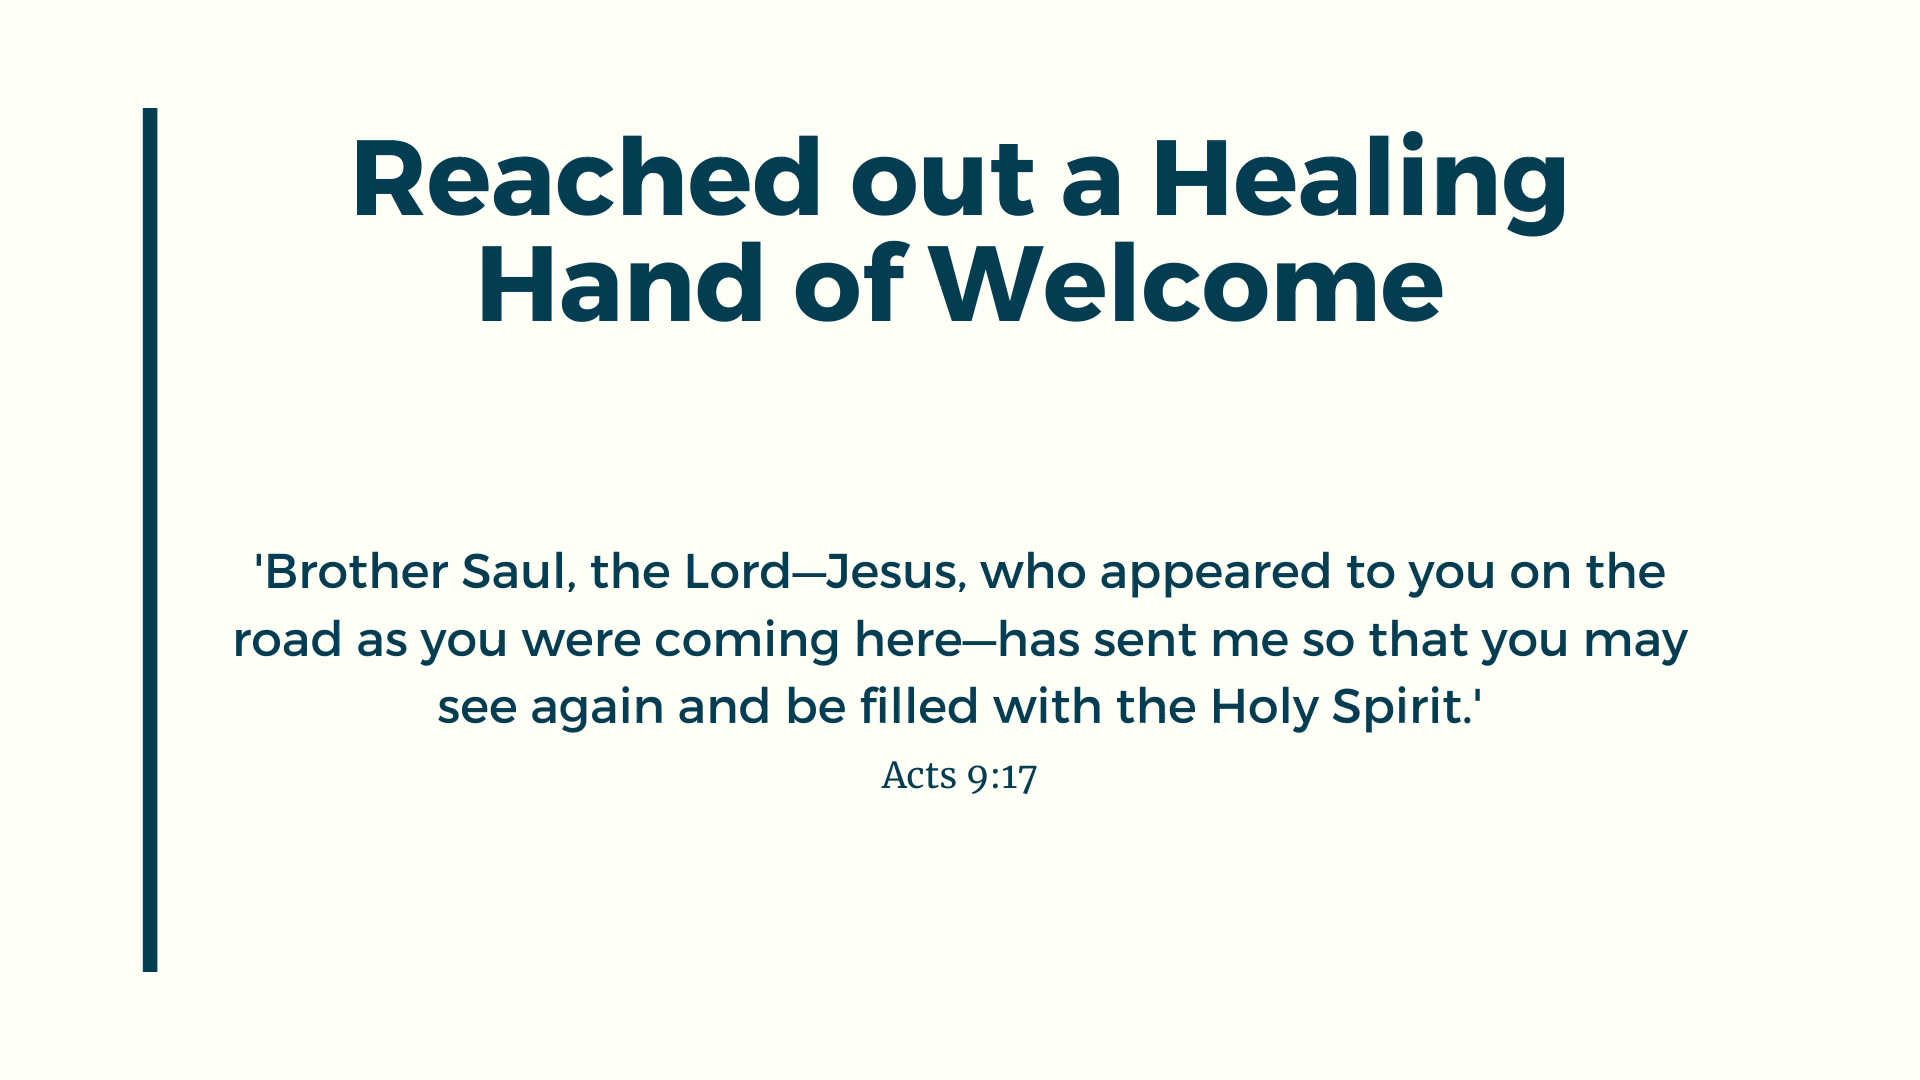 Reached out a Healing
Hand of Welcome
'Brother Saul, the Lord—Jesus, who appeared to you on the
road as you were coming here—has sent me so that you may
see again and be filled with the Holy Spirit.'
Acts 9:17